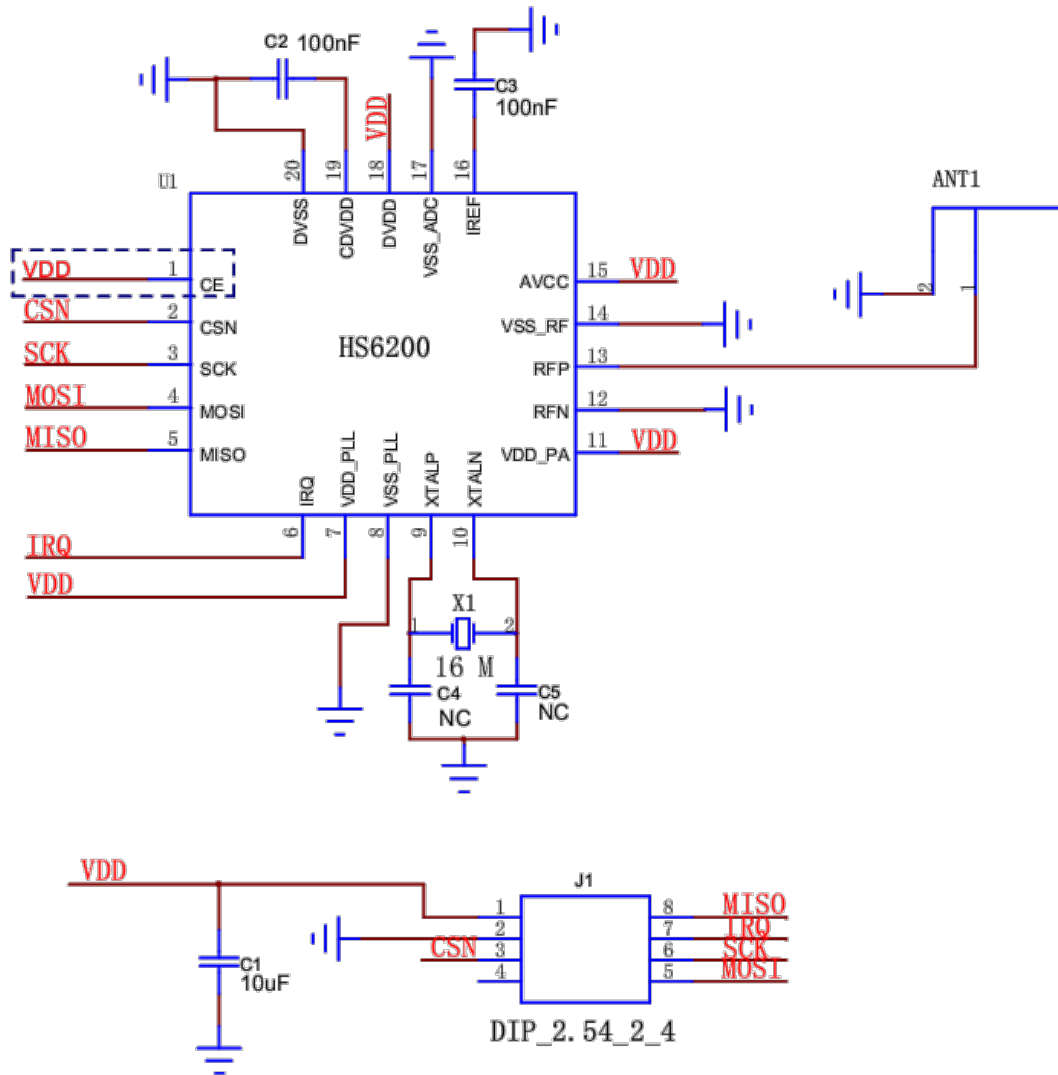 C2 100nF
C3
100nF
VDD
20 19 18 17 16
U1
ANT1
DVSS CDVDD DVDD VSS_ADC IREF
VDD 1 CE
CSN 2 CSN
SCK 3 SCK
MOSI 4 MOSI
MISO 5 MISO
HS6200
AVCC 15 VDD
VSS_RF 14
RFP 13
RFN 12
VDD_PA 11 VDD
2 1
IRQ VDD_PLL VSS_PLL XTALP XTALN
6 7 8 9 10
IRQ
VDD
X1
1 2
16 M
C4
NC
C5
NC
VDD
J1
1 8 MISO
2 7 IRQ
CSN 3 6 SCK
4 5 MOSI
C1
10uF
DIP_2.54_2_4